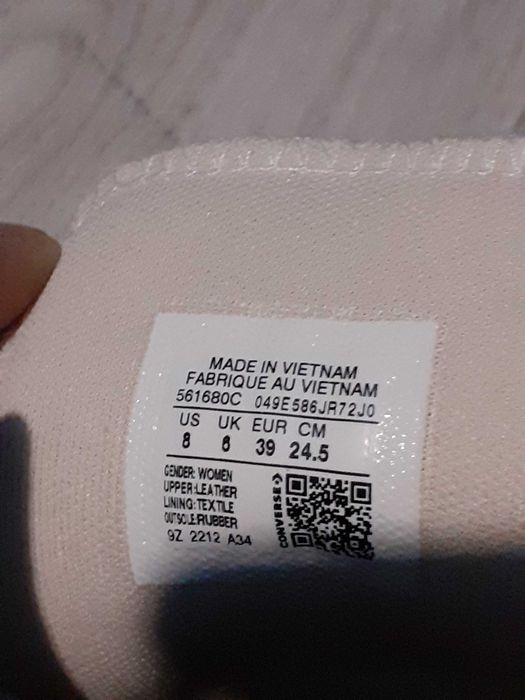 MADE IN VIETNAM
FABRIQUE AU VIETNAM
561680C 049E586JR72J0
US UK EUR CM
8 6 39 24.5
GENDER: WOMEN
UPPER:LEATHER
LINING:TEXTILE
OUTSOLE:RUBBER
9Z 2212 A34
CONVERSE